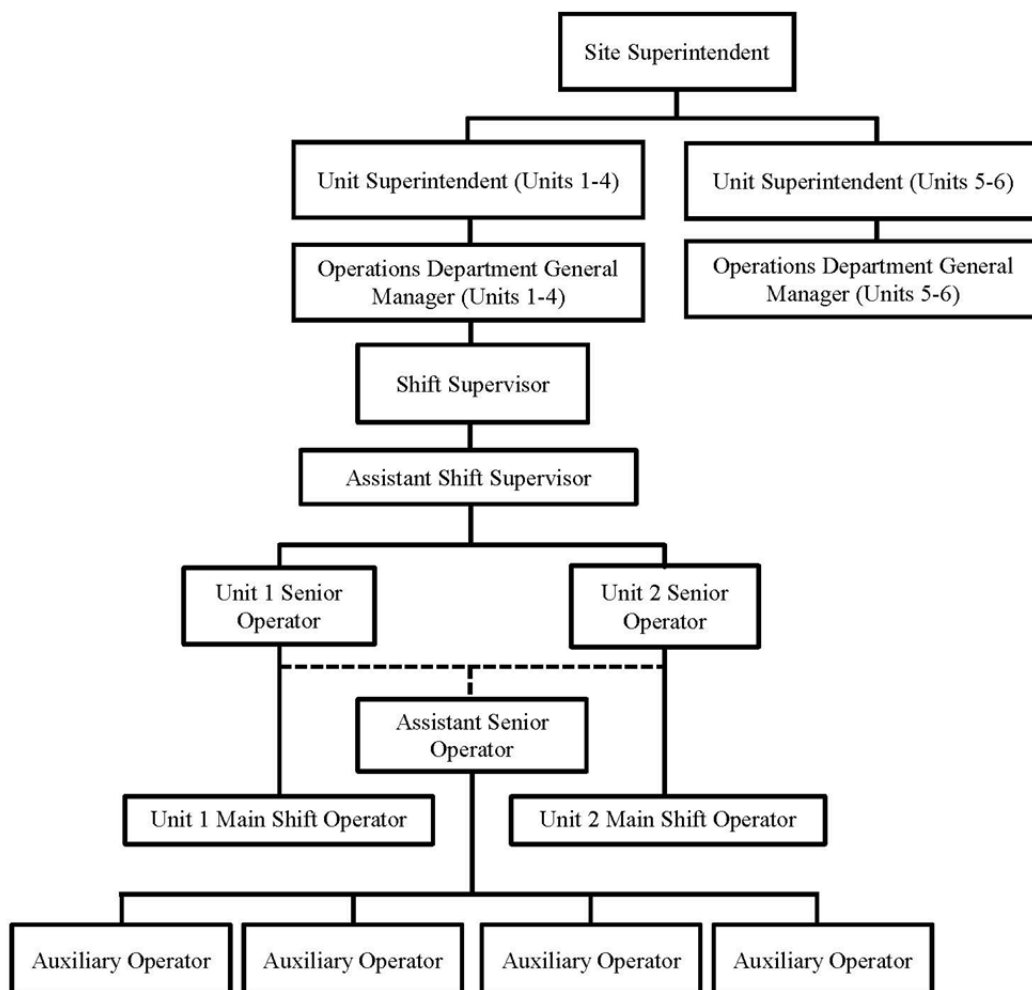 Site Superintendent
Unit Superintendent (Units 1-4)
Unit Superintendent (Units 5-6)
Operations Department General
Manager (Units 1-4)
Operations Department General
Manager (Units 5-6)
Shift Supervisor
Assistant Shift Supervisor
Unit 1 Senior
Operator
Unit 2 Senior
Operator
Assistant Senior
Operator
Unit 1 Main Shift Operator
Unit 2 Main Shift Operator
Auxiliary Operator
Auxiliary Operator
Auxiliary Operator
Auxiliary Operator